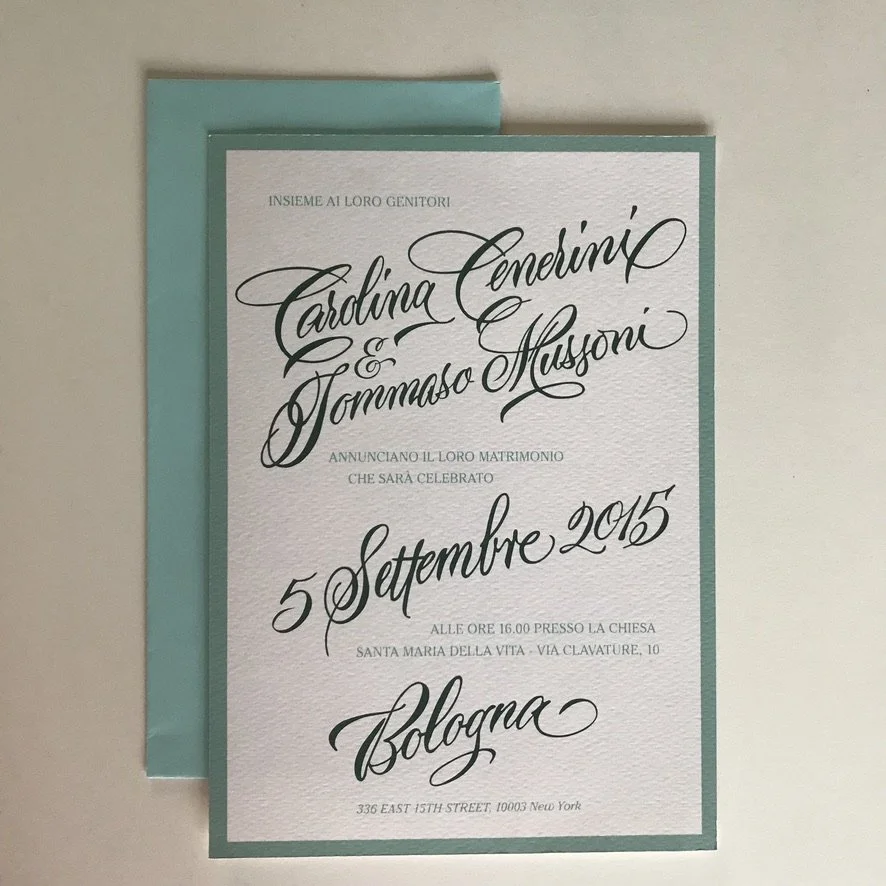 INSIEME AI LORO GENITORI
Carolina Cenerini
&
Tommaso Mussoni
ANNUNCIANO IL LORO MATRIMONIO
CHE SARÀ CELEBRATO
5 Settembre 2015
ALLE ORE 16.00 PRESSO LA CHIESA
SANTA MARIA DELLA VITA - VIA CLAVATURE, 10
Bologna
336 EAST 15TH STREET, 10003 New York